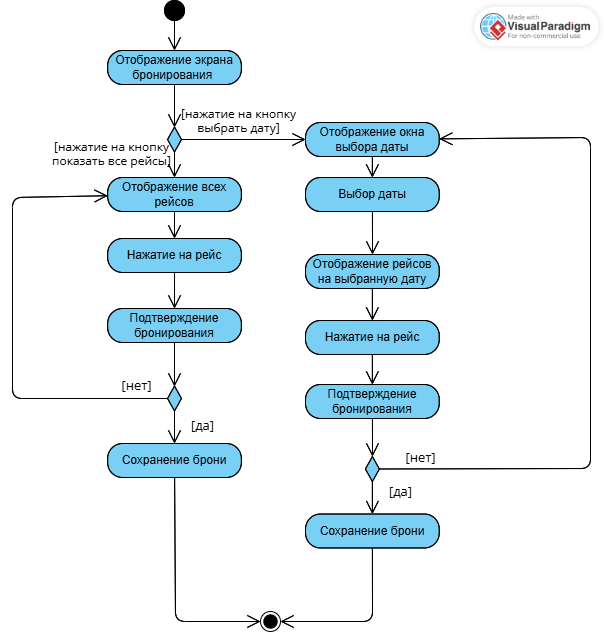 Made with
VisualParadigm
For non-commercial use
Отображение экрана
бронирования
[нажатие на кнопку
выбрать дату]
[нажатие на кнопку
показать все рейсы]
Отображение окна
выбора даты
Отображение всех
рейсов
Выбор даты
Нажатие на рейс
Отображение рейсов
на выбранную дату
Подтверждение
бронирования
Нажатие на рейс
[нет]
Подтверждение
бронирования
[да]
Сохранение брони
[нет]
[да]
Сохранение брони